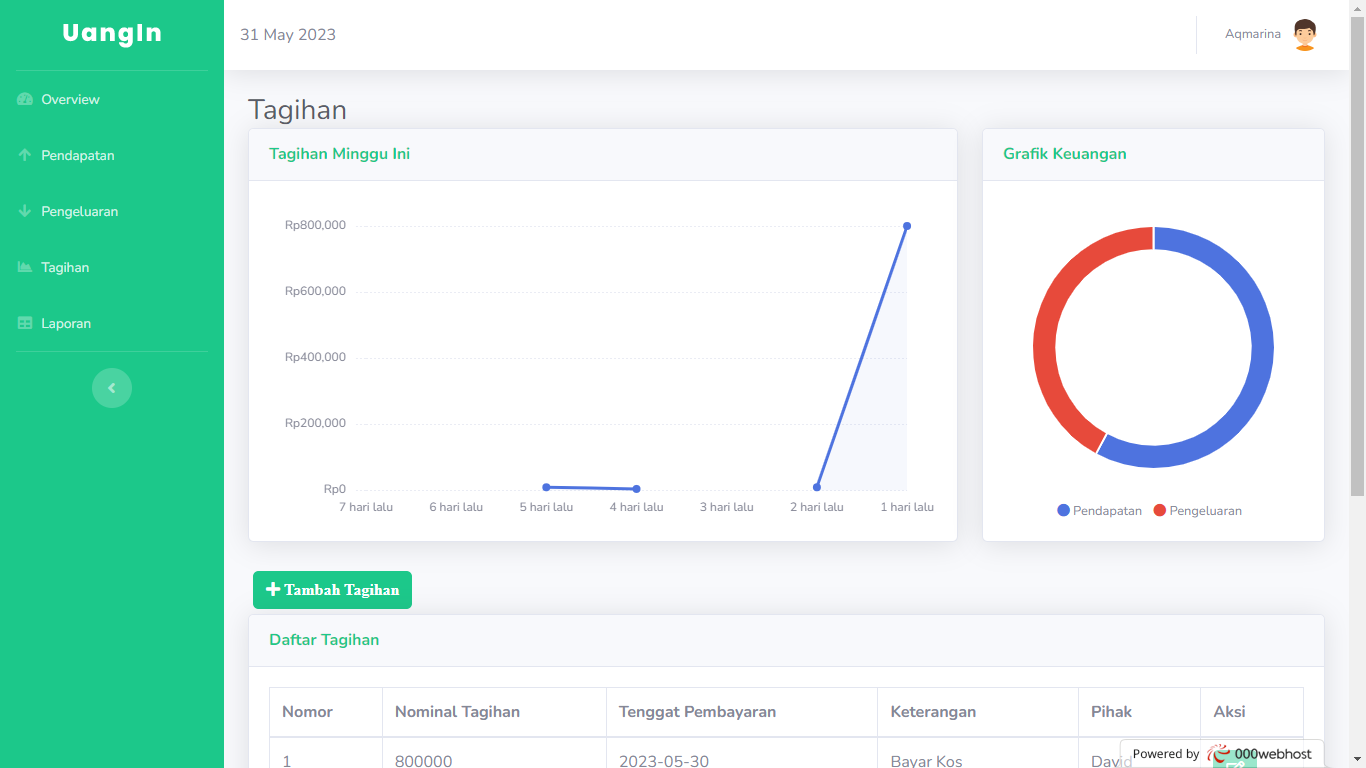 UangIn
31 May 2023
Aqmarina
Overview
Pendapatan
Pengeluaran
Tagihan
Laporan
Tagihan
Tagihan Minggu Ini
Rp800,000
Rp600,000
Rp400,000
Rp200,000
Rp0
7 hari lalu 6 hari lalu 5 hari lalu 4 hari lalu 3 hari lalu 2 hari lalu 1 hari lalu
Grafik Keuangan
Pendapatan Pengeluaran
Tambah Tagihan
Daftar Tagihan
Nomor Nominal Tagihan Tenggat Pembayaran Keterangan Pihak Aksi
1 800000 2023-05-30 Bayar Kos David
Powered by 000webhost